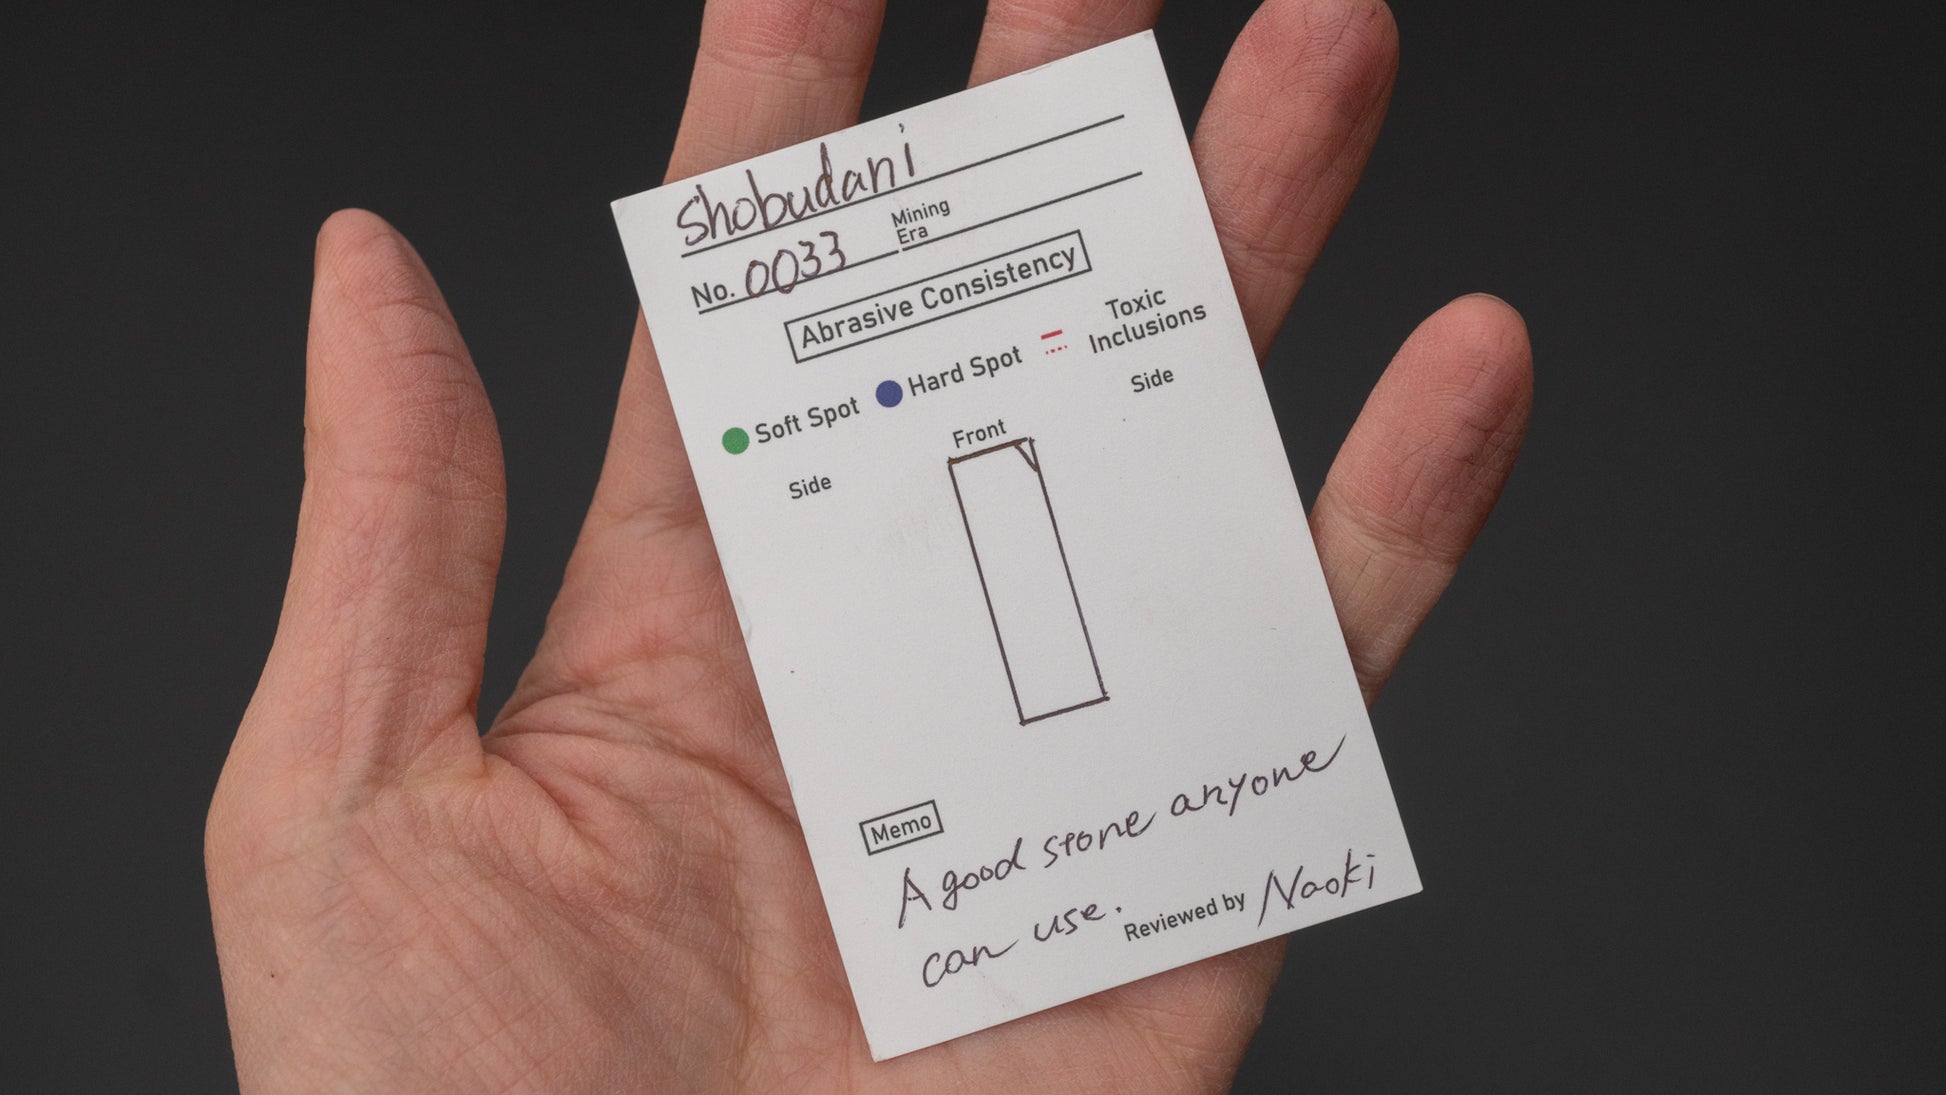 Shobudani
No. 0033 Mining
Era
Abrasive Consistency
Soft Spot Hard Spot Toxic
Inclusions
Side Front Side
Memo
A good stone anyone
can use.
Reviewed by Naoki